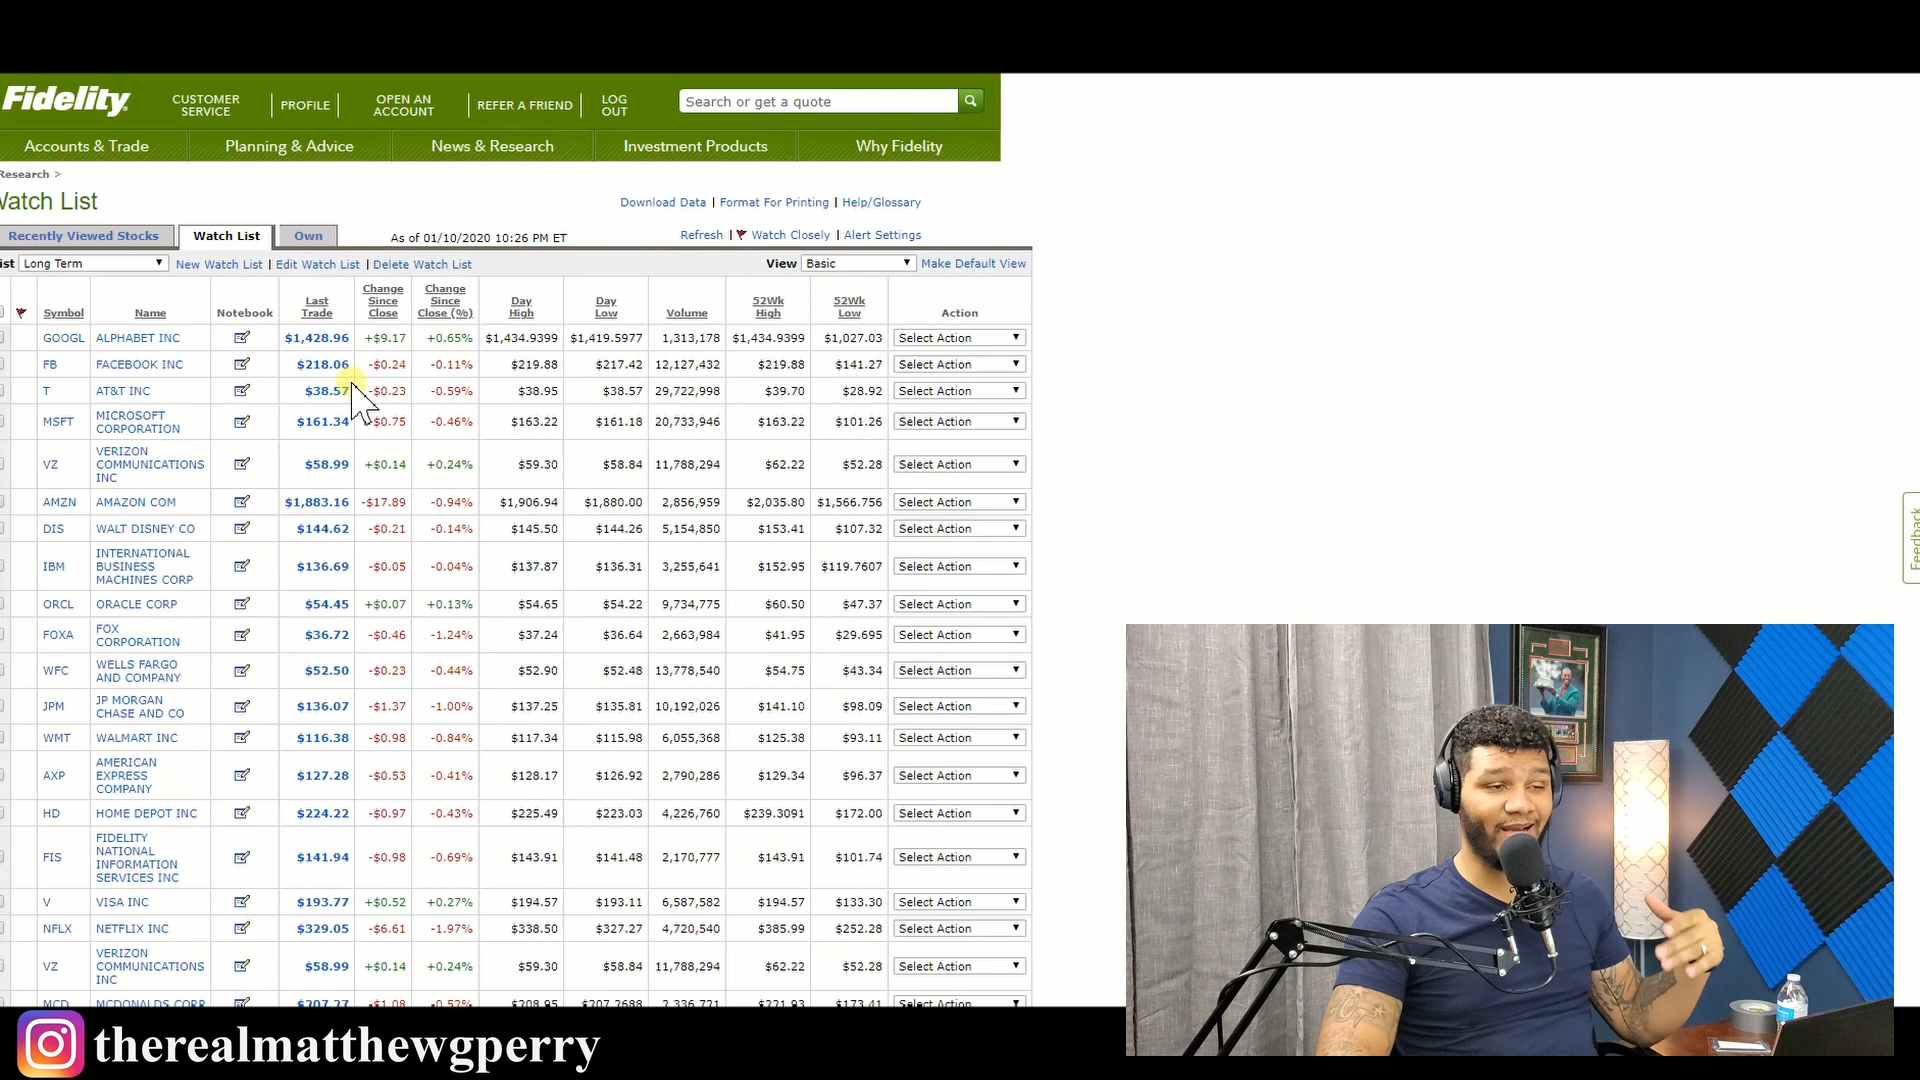 Fidelity
CUSTOMER SERVICE
PROFILE
OPEN AN ACCOUNT
REFER A FRIEND
LOG OUT
Search or get a quote
Accounts & Trade
Planning & Advice
News & Research
Investment Products
Why Fidelity
Research >
Watch List
Download Data | Format For Printing | Help/Glossary
Recently Viewed Stocks
Watch List
Own
As of 01/10/2020 10:26 PM ET
Refresh | Watch Closely | Alert Settings
ist Long Term
New Watch List | Edit Watch List | Delete Watch List
View Basic
Make Default View
Symbol Name Notebook Last Trade Change Since Close Change Since Close (%) Day High Day Low Volume 52Wk High 52Wk Low Action
GOOGL ALPHABET INC $1,428.96 +$9.17 +0.65% $1,434.9399 $1,419.5977 1,313,178 $1,434.9399 $1,027.03 Select Action
FB FACEBOOK INC $218.06 -$0.24 -0.11% $219.88 $217.42 12,127,432 $219.88 $141.27 Select Action
T AT&T INC $38.57 -$0.23 -0.59% $38.95 $38.57 29,722,998 $39.70 $28.92 Select Action
MSFT MICROSOFT CORPORATION $161.34 -$0.75 -0.46% $163.22 $161.18 20,733,946 $163.22 $101.26 Select Action
VZ VERIZON COMMUNICATIONS INC $58.99 +$0.14 +0.24% $59.30 $58.84 11,788,294 $62.22 $52.28 Select Action
AMZN AMAZON COM $1,883.16 -$17.89 -0.94% $1,906.94 $1,880.00 2,856,959 $2,035.80 $1,566.756 Select Action
DIS WALT DISNEY CO $144.62 -$0.21 -0.14% $145.50 $144.26 5,154,850 $153.41 $107.32 Select Action
IBM INTERNATIONAL BUSINESS MACHINES CORP $136.69 -$0.05 -0.04% $137.87 $136.31 3,255,641 $152.95 $119.7607 Select Action
ORCL ORACLE CORP $54.45 +$0.07 +0.13% $54.65 $54.22 9,734,775 $60.50 $47.37 Select Action
FOXA FOX CORPORATION $36.72 -$0.46 -1.24% $37.24 $36.64 2,663,984 $41.95 $29.695 Select Action
WFC WELLS FARGO AND COMPANY $52.50 -$0.23 -0.44% $52.90 $52.48 13,778,540 $54.75 $43.34 Select Action
JPM JP MORGAN CHASE AND CO $136.07 -$1.37 -1.00% $137.25 $135.81 10,192,026 $141.10 $98.09 Select Action
WMT WALMART INC $116.38 -$0.98 -0.84% $117.34 $115.98 6,055,368 $125.38 $93.11 Select Action
AXP AMERICAN EXPRESS COMPANY $127.28 -$0.53 -0.41% $128.17 $126.92 2,790,286 $129.34 $96.37 Select Action
HD HOME DEPOT INC $224.22 -$0.97 -0.43% $225.49 $223.03 4,226,760 $239.3091 $172.00 Select Action
FIS FIDELITY NATIONAL INFORMATION SERVICES INC $141.94 -$0.98 -0.69% $143.91 $141.48 2,170,777 $143.91 $101.74 Select Action
V VISA INC $193.77 +$0.52 +0.27% $194.57 $193.11 6,587,582 $194.57 $133.30 Select Action
NFLX NETFLIX INC $329.05 -$6.61 -1.97% $338.50 $327.27 4,720,540 $385.99 $252.28 Select Action
VZ VERIZON COMMUNICATIONS INC $58.99 +$0.14 +0.24% $59.30 $58.84 11,788,294 $62.22 $52.28 Select Action
MCD MCDONALDS CORP $207.27 -$1.08 -0.52% $208.95 $207.2688 2,336,721 $221.93 $173.41 Select Action
Feedback
therealmatthewgperry